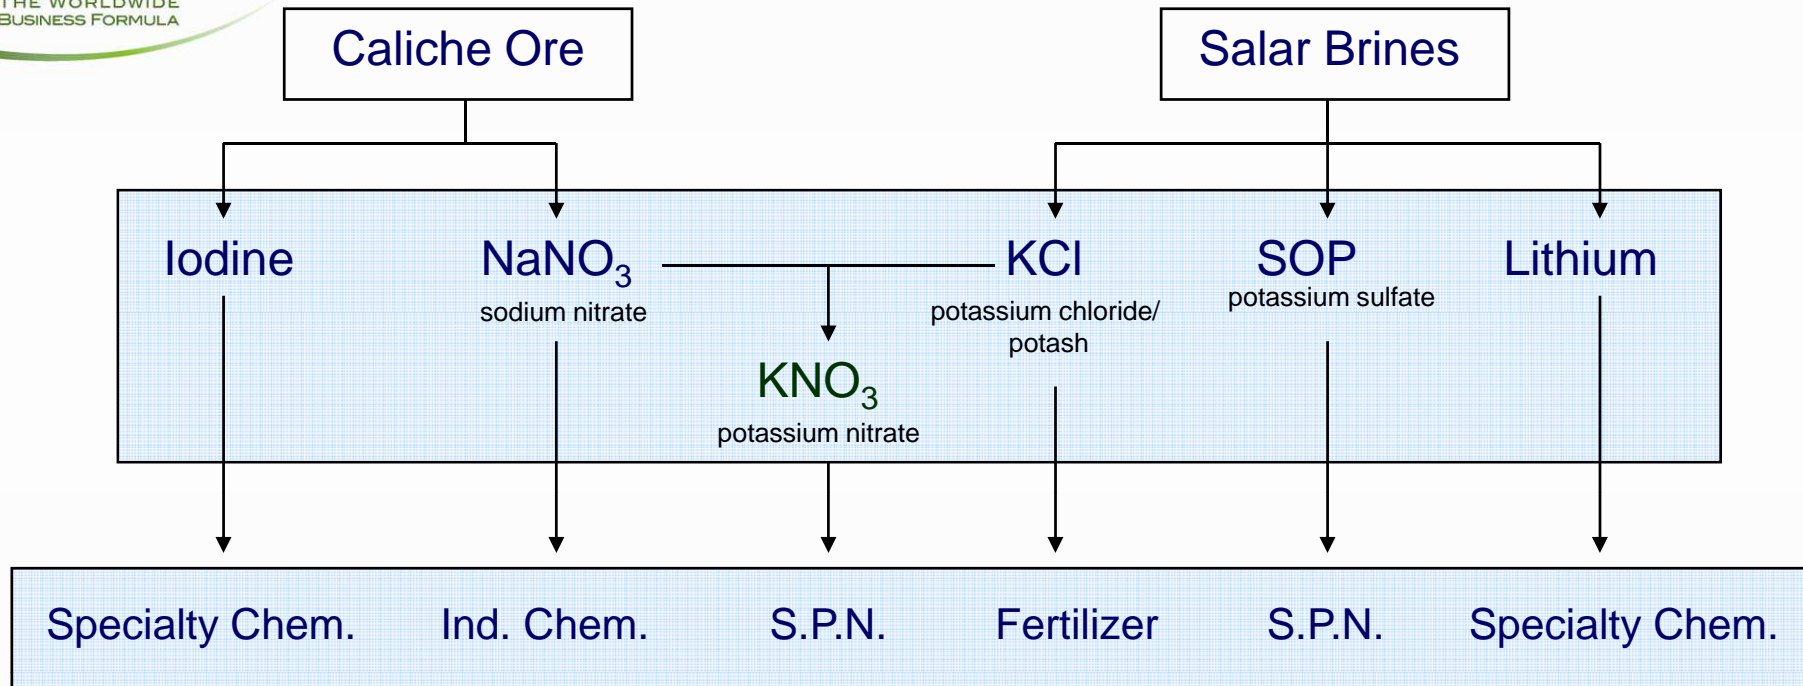 THE WORLDWIDE
BUSINESS FORMULA
Caliche Ore
Salar Brines
Iodine
NaNO₃
sodium nitrate
KCl
potassium chloride/
potash
SOP
potassium sulfate
Lithium
KNO₃
potassium nitrate
Specialty Chem.
Ind. Chem.
S.P.N.
Fertilizer
S.P.N.
Specialty Chem.